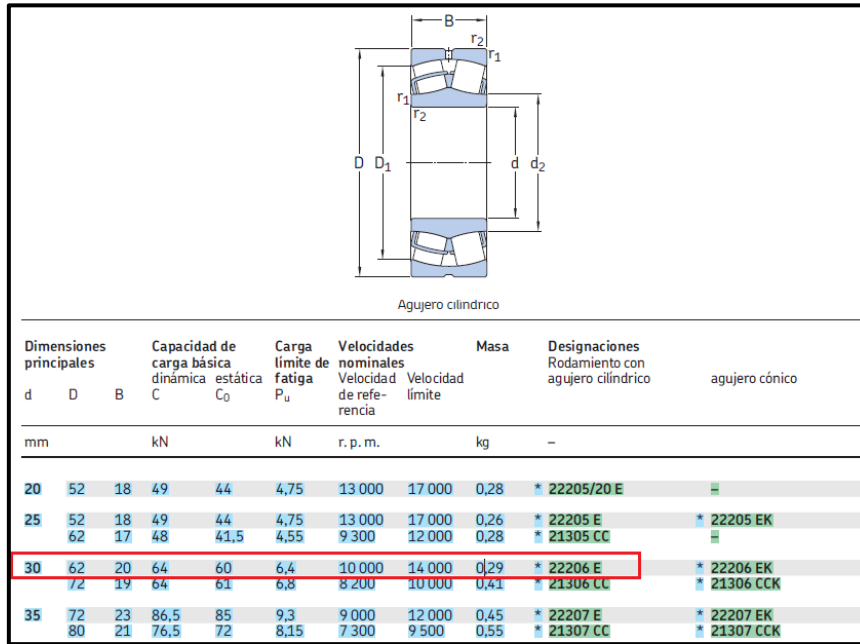 B
r2
r1
r1
r2
D D1 d d2
Agujero cilíndrico
Dimensiones Capacidad de Carga Velocidades Masa Designaciones
principales carga básica límite de nominales Rodamiento con
dinámica estática fatiga Velocidad Velocidad agujero cilíndrico agujero cónico
d D B C C0 Pu de refe- límite
rencia
mm kN kN r. p. m. kg –
20 52 18 49 44 4,75 13 000 17 000 0,28 * 22205/20 E –
25 52 18 49 44 4,75 13 000 17 000 0,26 * 22205 E * 22205 EK
62 17 48 41,5 4,55 9 300 12 000 0,28 * 21305 CC –
30 62 20 64 60 6,4 10 000 14 000 0,29 * 22206 E * 22206 EK
72 19 64 61 6,8 8 200 10 000 0,41 * 21306 CC * 21306 CCK
35 72 23 86,5 85 9,3 9 000 12 000 0,45 * 22207 E * 22207 EK
80 21 76,5 72 8,15 7 300 9 500 0,55 * 21307 CC * 21307 CCK